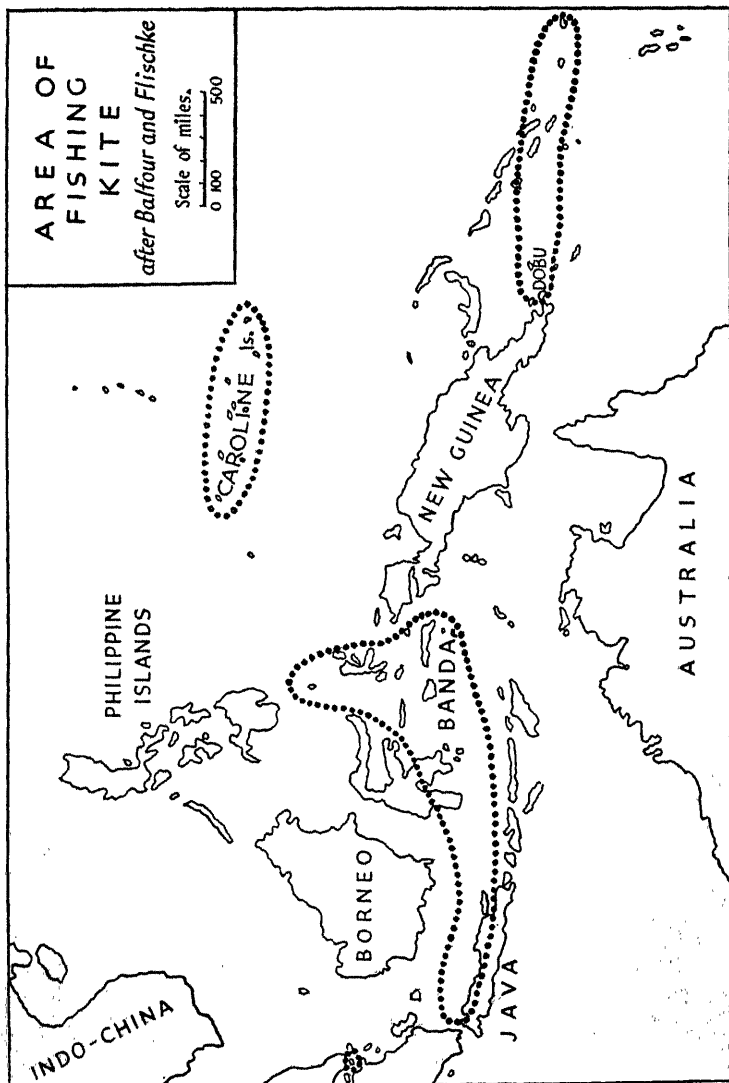 AREA OF
FISHING
KITE
after Balfour and Flischke
Scale of miles.
0 100 500
INDO-CHINA
PHILIPPINE
ISLANDS
CAROLINE Is.
BORNEO
BANDA
NEW GUINEA
DOBU
JAVA
AUSTRALIA